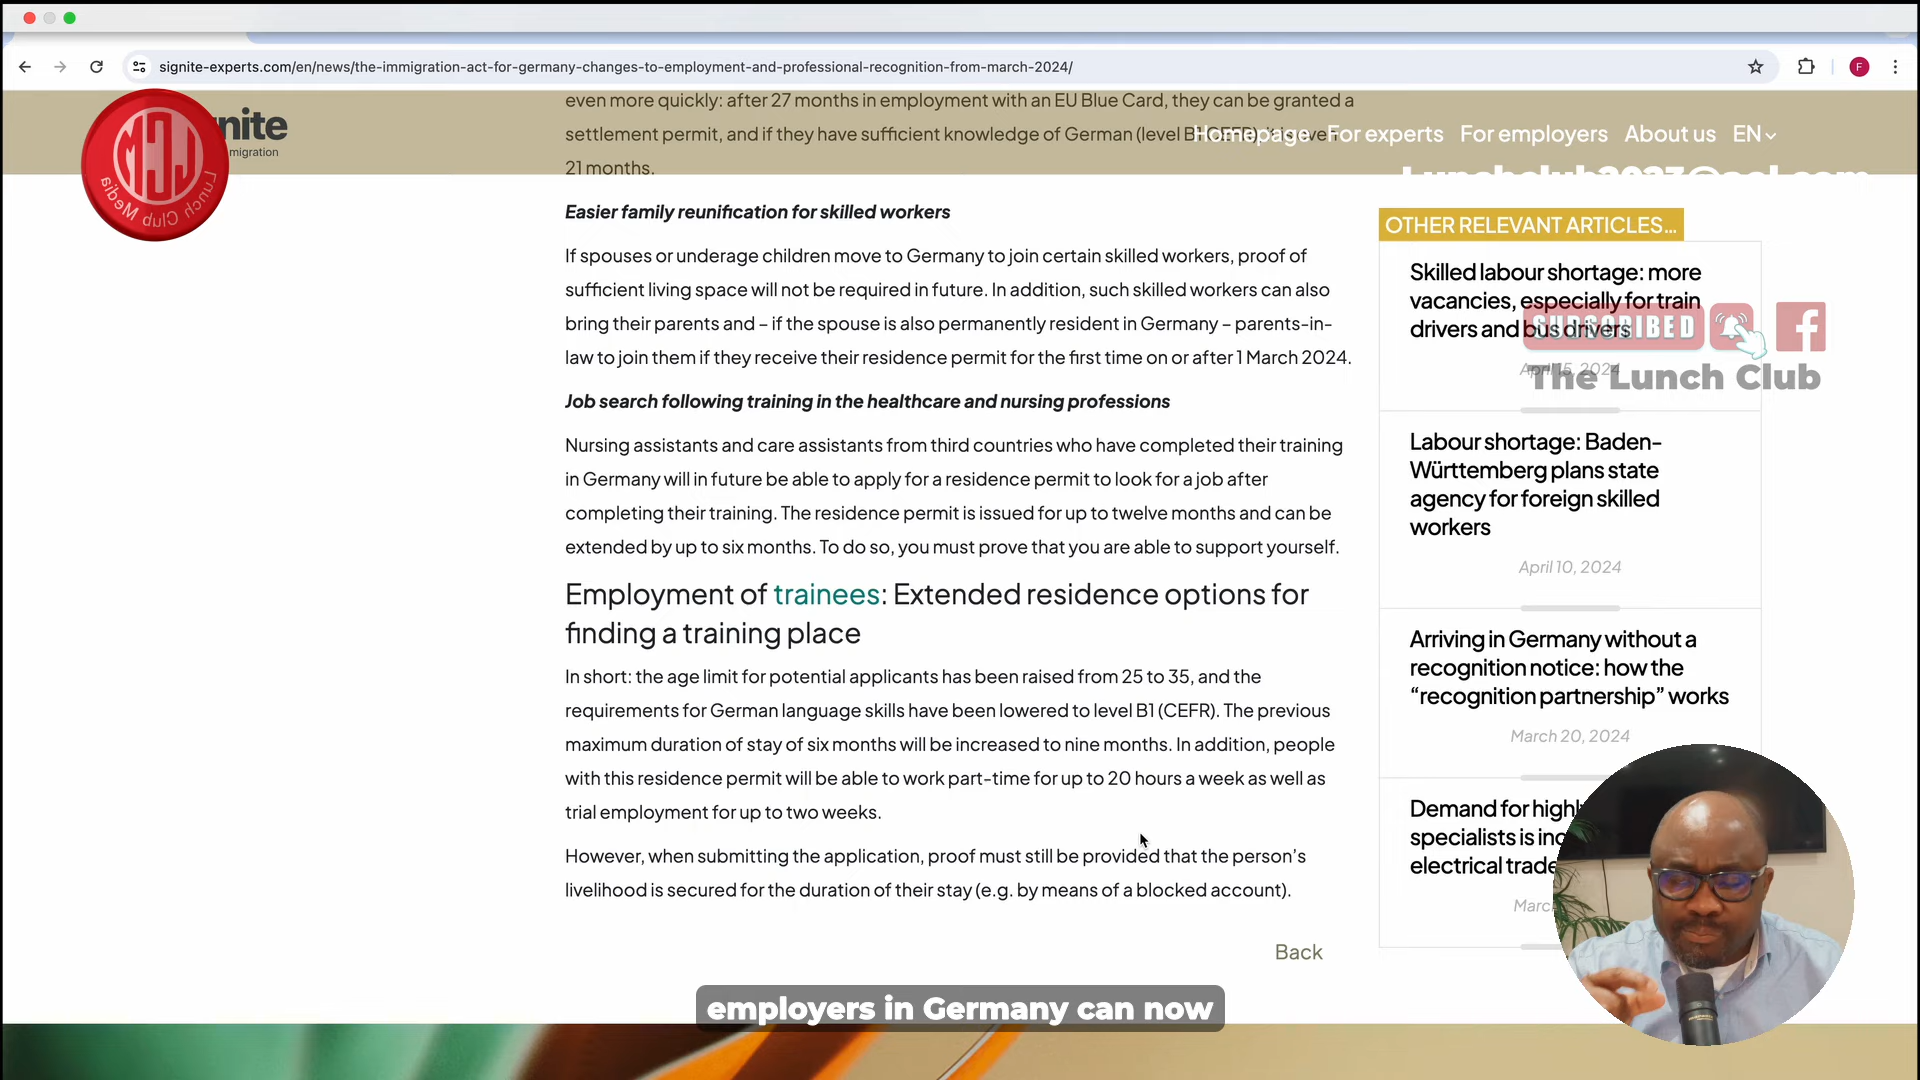 signite-experts.com/en/news/the-immigration-act-for-germany-changes-to-employment-and-professional-recognition-from-march-2024/
F
nite
migration
LCM
Lunch Club Media
Homepage For experts For employers About us EN
Lunchclub2023@aol.com
even more quickly: after 27 months in employment with an EU Blue Card, they can be granted a
settlement permit, and if they have sufficient knowledge of German (level B1
21 months.
Easier family reunification for skilled workers
If spouses or underage children move to Germany to join certain skilled workers, proof of
sufficient living space will not be required in future. In addition, such skilled workers can also
bring their parents and – if the spouse is also permanently resident in Germany – parents-in-
law to join them if they receive their residence permit for the first time on or after 1 March 2024.
Job search following training in the healthcare and nursing professions
Nursing assistants and care assistants from third countries who have completed their training
in Germany will in future be able to apply for a residence permit to look for a job after
completing their training. The residence permit is issued for up to twelve months and can be
extended by up to six months. To do so, you must prove that you are able to support yourself.
Employment of trainees: Extended residence options for
finding a training place
In short: the age limit for potential applicants has been raised from 25 to 35, and the
requirements for German language skills have been lowered to level B1 (CEFR). The previous
maximum duration of stay of six months will be increased to nine months. In addition, people
with this residence permit will be able to work part-time for up to 20 hours a week as well as
trial employment for up to two weeks.
However, when submitting the application, proof must still be provided that the person's
livelihood is secured for the duration of their stay (e.g. by means of a blocked account).
Back
OTHER RELEVANT ARTICLES...
Skilled labour shortage: more
vacancies, especially for train
drivers and bus drivers
April 15, 2024
SUBSCRIBED
f
The Lunch Club
Labour shortage: Baden-
Württemberg plans state
agency for foreign skilled
workers
April 10, 2024
Arriving in Germany without a
recognition notice: how the
“recognition partnership” works
March 20, 2024
Demand for
specialists is
electrical
employers in Germany can now